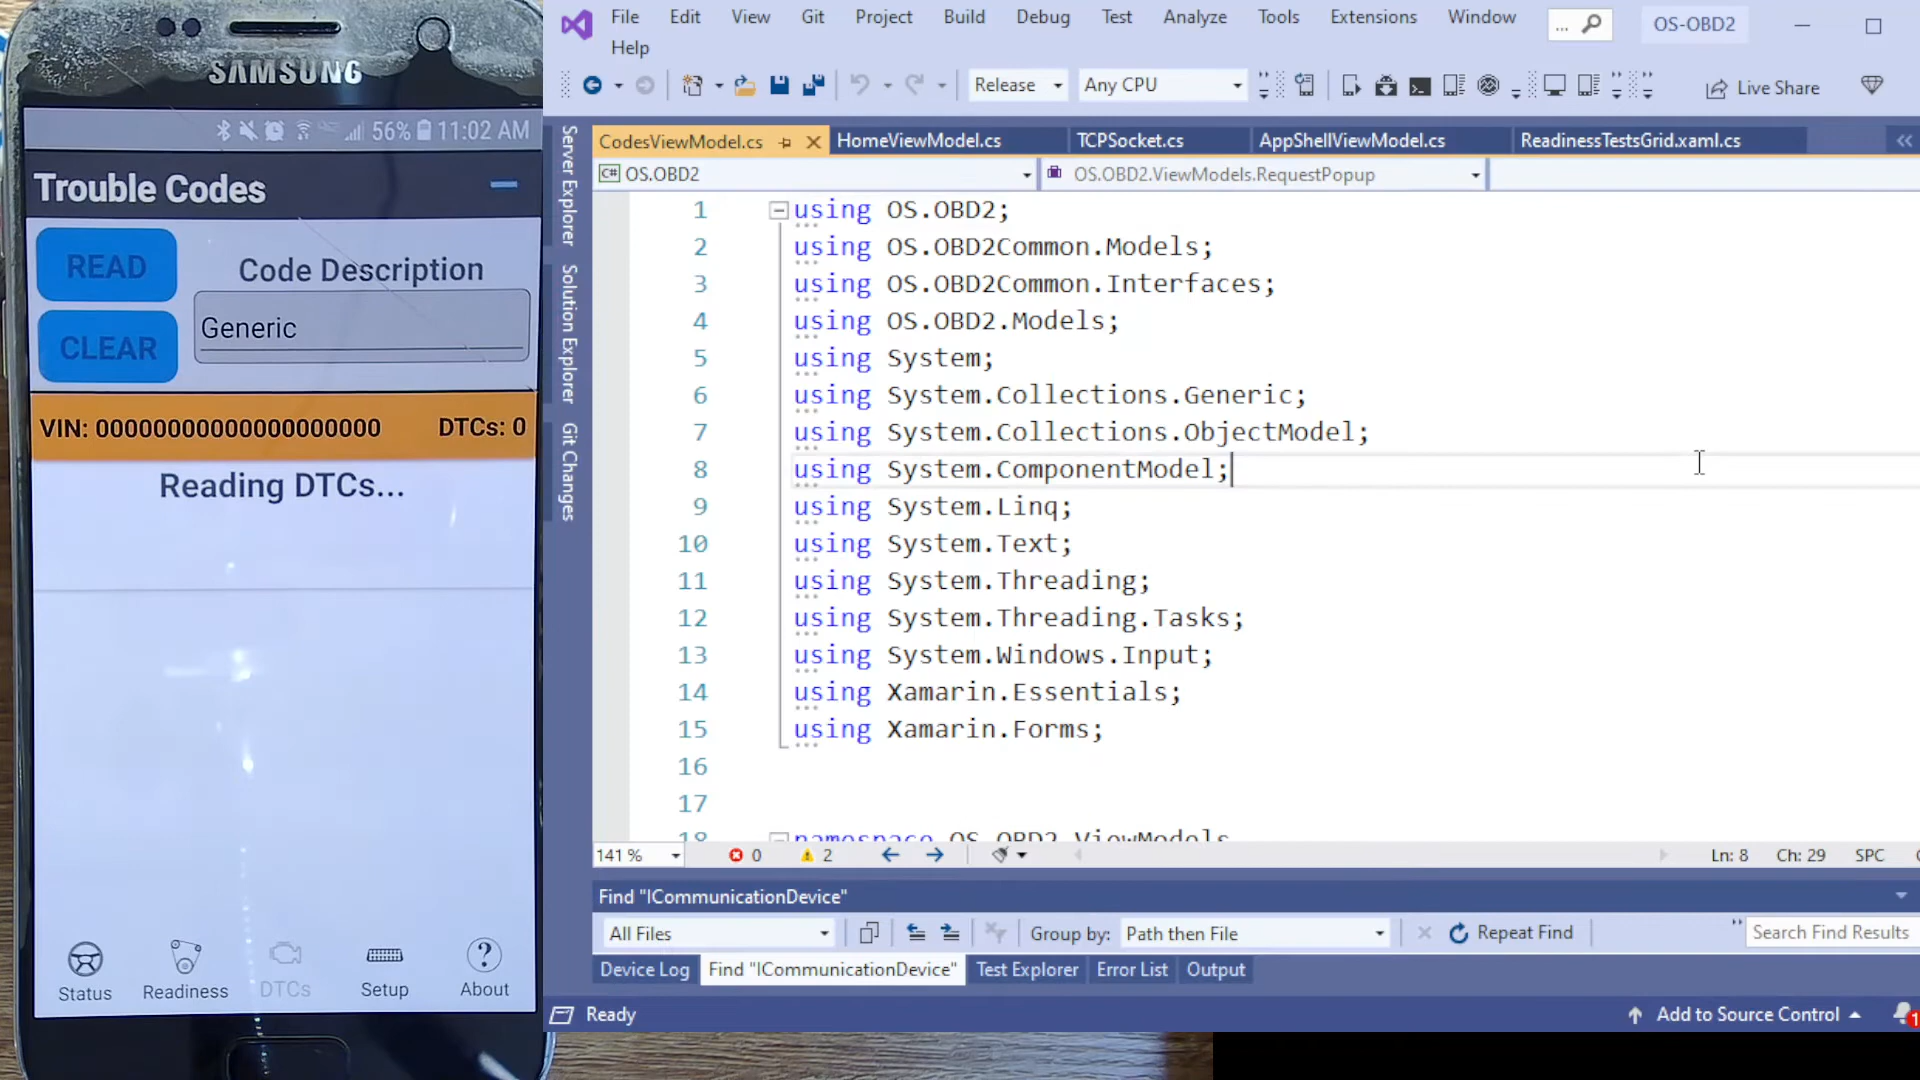 SAMSUNG
56% 11:02 AM
Trouble Codes
READ
Code Description
Generic
CLEAR
VIN: 00000000000000000000 DTCs: 0
Reading DTCs...
Status
Readiness
DTCs
Setup
About
File Edit View Git Project Build Debug Test Analyze Tools Extensions Window
... OS-OBD2
Help
Release Any CPU Live Share
Server Explorer
Solution Explorer
Git Changes
CodesViewModel.cs HomeViewModel.cs TCPSocket.cs AppShellViewModel.cs ReadinessTestsGrid.xaml.cs
C# OS.OBD2 OS.OBD2.ViewModels.RequestPopup
1 using OS.OBD2;
2 using OS.OBD2Common.Models;
3 using OS.OBD2Common.Interfaces;
4 using OS.OBD2.Models;
5 using System;
6 using System.Collections.Generic;
7 using System.Collections.ObjectModel;
8 using System.ComponentModel;
9 using System.Linq;
10 using System.Text;
11 using System.Threading;
12 using System.Threading.Tasks;
13 using System.Windows.Input;
14 using Xamarin.Essentials;
15 using Xamarin.Forms;
16
17
18 namespace OS.OBD2.ViewModels
141 % 0 2 Ln: 8 Ch: 29 SPC
Find "ICommunicationDevice"
All Files Group by: Path then File Repeat Find Search Find Results
Device Log Find "ICommunicationDevice" Test Explorer Error List Output
Ready Add to Source Control 1